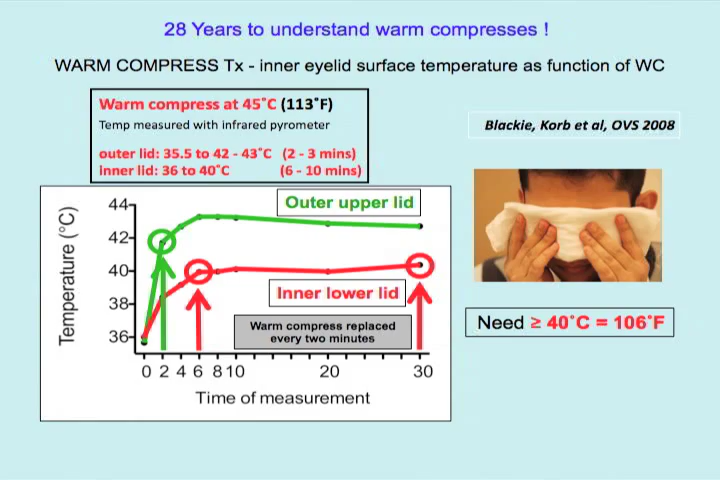 28 Years to understand warm compresses !
WARM COMPRESS Tx - inner eyelid surface temperature as function of WC
Warm compress at 45˚C (113˚F)
Temp measured with infrared pyrometer
outer lid: 35.5 to 42 - 43˚C (2 - 3 mins)
inner lid: 36 to 40˚C (6 - 10 mins)
Blackie, Korb et al, OVS 2008
Temperature (°C)
44
42
40
38
36
Outer upper lid
Inner lower lid
Warm compress replaced
every two minutes
0 2 4 6 8 10 20 30
Time of measurement
Need ≥ 40˚C = 106˚F